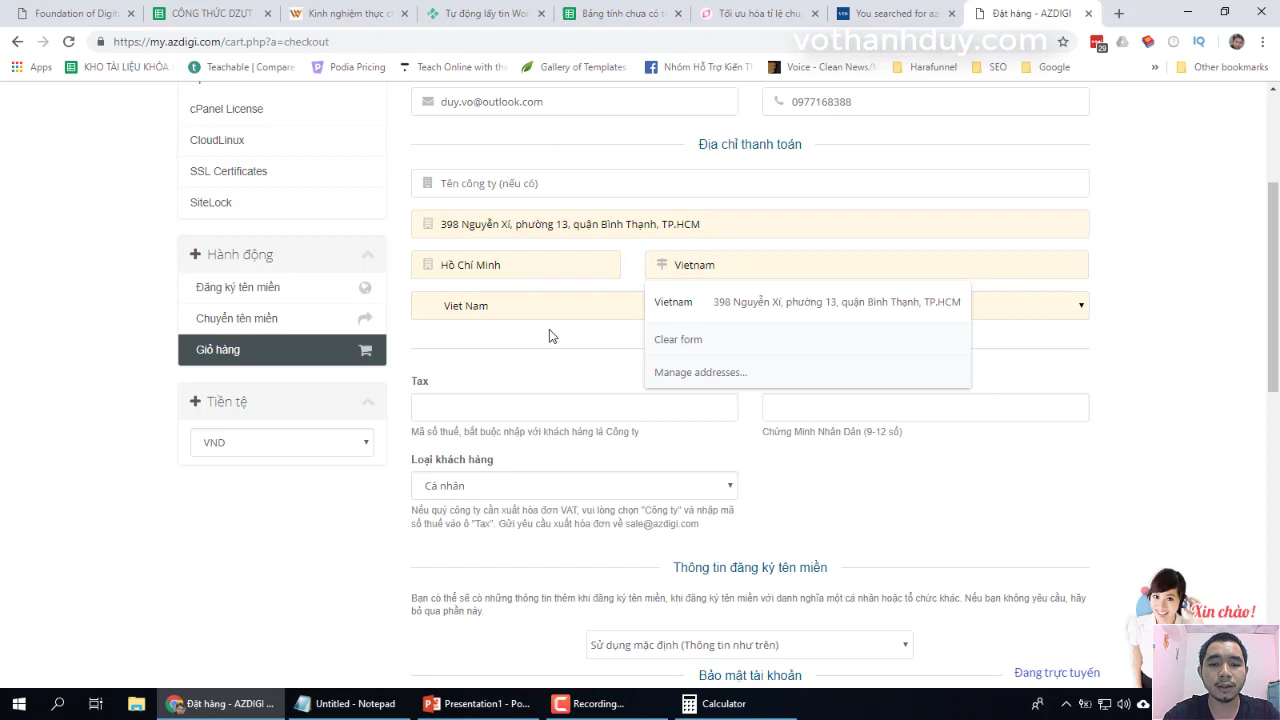 Foundation of Digit
CÔNG THỨC DZỰT
Kinh nghiệm thực c
Tự động lấy tin Wo
Bảng tính chưa có t
Tối ưu hóa tỉ lệ chu
You searched for az
Đặt hàng - AZDIGI
https://my.azdigi.com/cart.php?a=checkout
vothanhduy.com
29
IQ
Apps
KHO TÀI LIỆU KHÓA
Teachable | Compare
Podia Pricing
Teach Online with the
Gallery of Templates
Nhóm Hỗ Trợ Kiến Th
Voice - Clean News/M
Harafunnel
SEO
Google
»
Other bookmarks
cPanel License
CloudLinux
SSL Certificates
SiteLock
Hành động
Đăng ký tên miền
Chuyển tên miền
Giỏ hàng
Tiền tệ
VND
duy.vo@outlook.com
0977168388
Địa chỉ thanh toán
Tên công ty (nếu có)
398 Nguyễn Xí, phường 13, quận Bình Thạnh, TP.HCM
Hồ Chí Minh
Vietnam
Viet Nam
Vietnam 398 Nguyễn Xí, phường 13, quận Bình Thạnh, TP.HCM
Clear form
Manage addresses...
Tax
Mã số thuế, bắt buộc nhập với khách hàng là Công ty
Chứng Minh Nhân Dân (9-12 số)
Loại khách hàng
Cá nhân
Nếu quý công ty cần xuất hóa đơn VAT, vui lòng chọn "Công ty" và nhập mã
số thuế vào ô "Tax". Gửi yêu cầu xuất hóa đơn về sale@azdigi.com
Thông tin đăng ký tên miền
Bạn có thể sẽ có những thông tin thêm khi đăng ký tên miền, khi đăng ký tên miền với danh nghĩa một cá nhân hoặc tổ chức khác. Nếu bạn không yêu cầu, hãy
bỏ qua phần này.
Sử dụng mặc định (Thông tin như trên)
Bảo mật tài khoản
Xin chào!
Đang trực tuyến
Đặt hàng - AZDIGI ...
Untitled - Notepad
Presentation1 - Po...
Recording...
Calculator